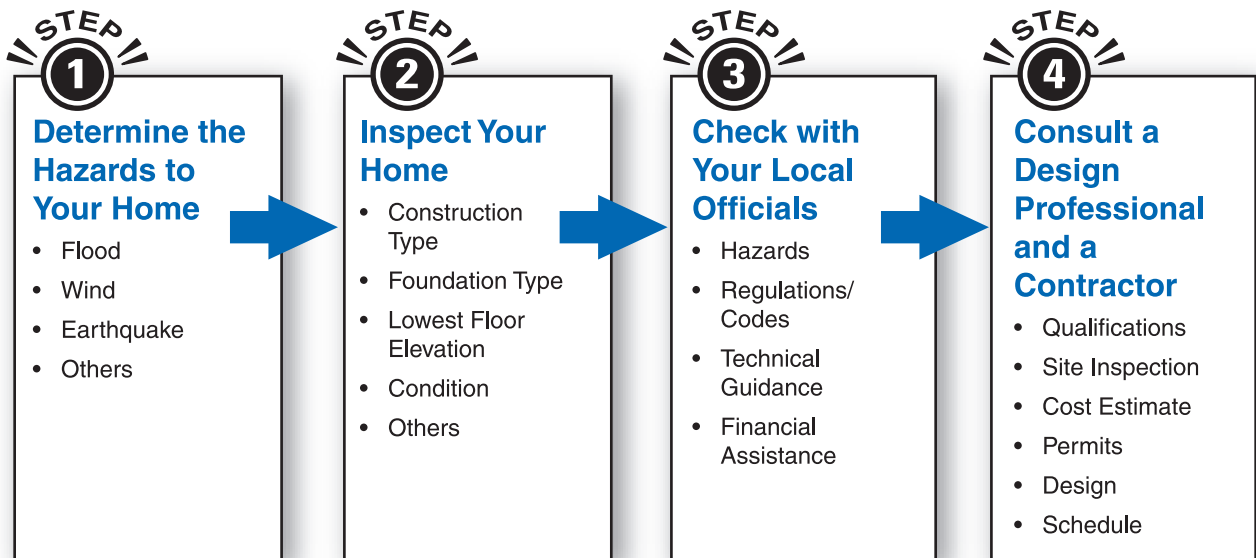 STEP
1
Determine the
Hazards to
Your Home
• Flood
• Wind
• Earthquake
• Others
STEP
2
Inspect Your
Home
• Construction
Type
• Foundation Type
• Lowest Floor
Elevation
• Condition
• Others
STEP
3
Check with
Your Local
Officials
• Hazards
• Regulations/
Codes
• Technical
Guidance
• Financial
Assistance
STEP
4
Consult a
Design
Professional
and a
Contractor
• Qualifications
• Site Inspection
• Cost Estimate
• Permits
• Design
• Schedule